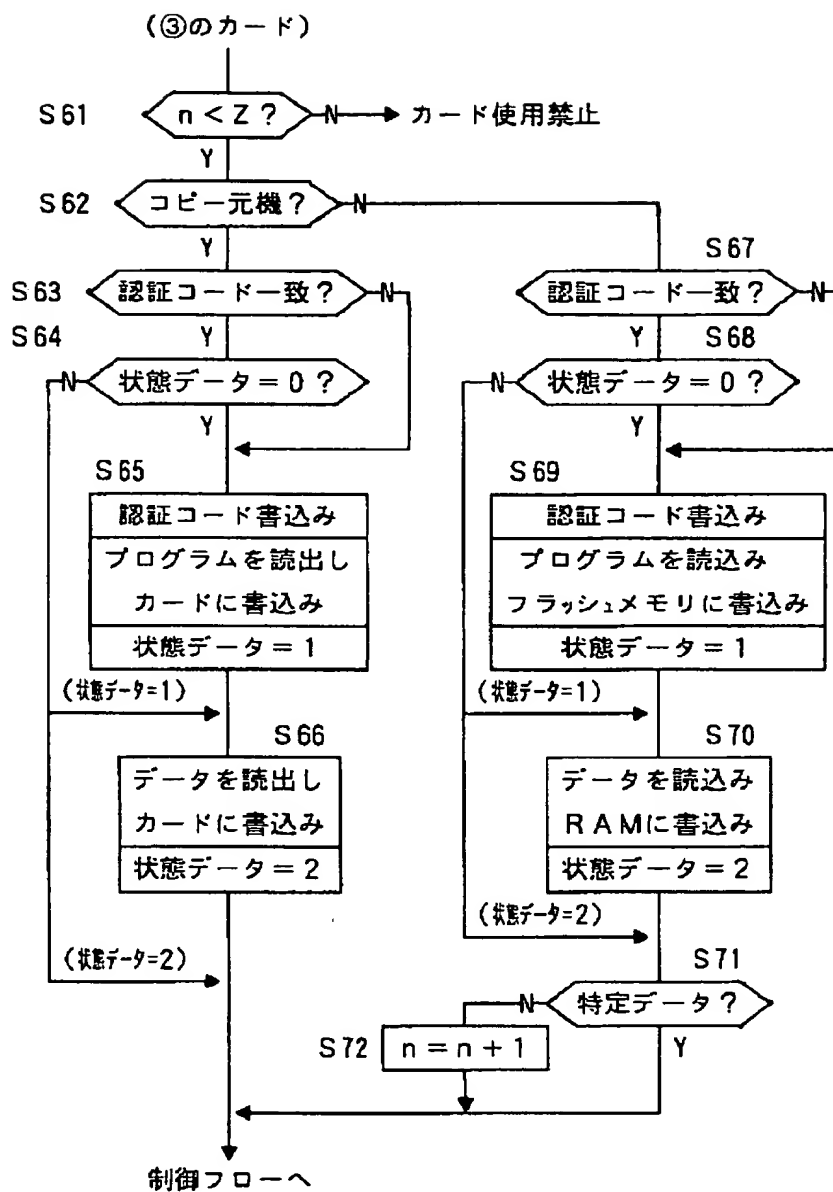 (③のカード)
S61
n<Z?
N
カード使用禁止
Y
S62
コピー元機?
N
Y
S63
認証コード一致?
N
Y
S64
状態データ=0?
N
Y
S65
認証コード書込み
プログラムを読出し
カードに書込み
状態データ=1
(状態データ=1)
S66
データを読出し
カードに書込み
状態データ=2
(状態データ=2)
S67
認証コード一致?
N
Y
S68
状態データ=0?
N
Y
S69
認証コード書込み
プログラムを読込み
フラッシュメモリに書込み
状態データ=1
(状態データ=1)
S70
データを読込み
RAMに書込み
状態データ=2
(状態データ=2)
S71
特定データ?
N
Y
S72
n=n+1
制御フローへ